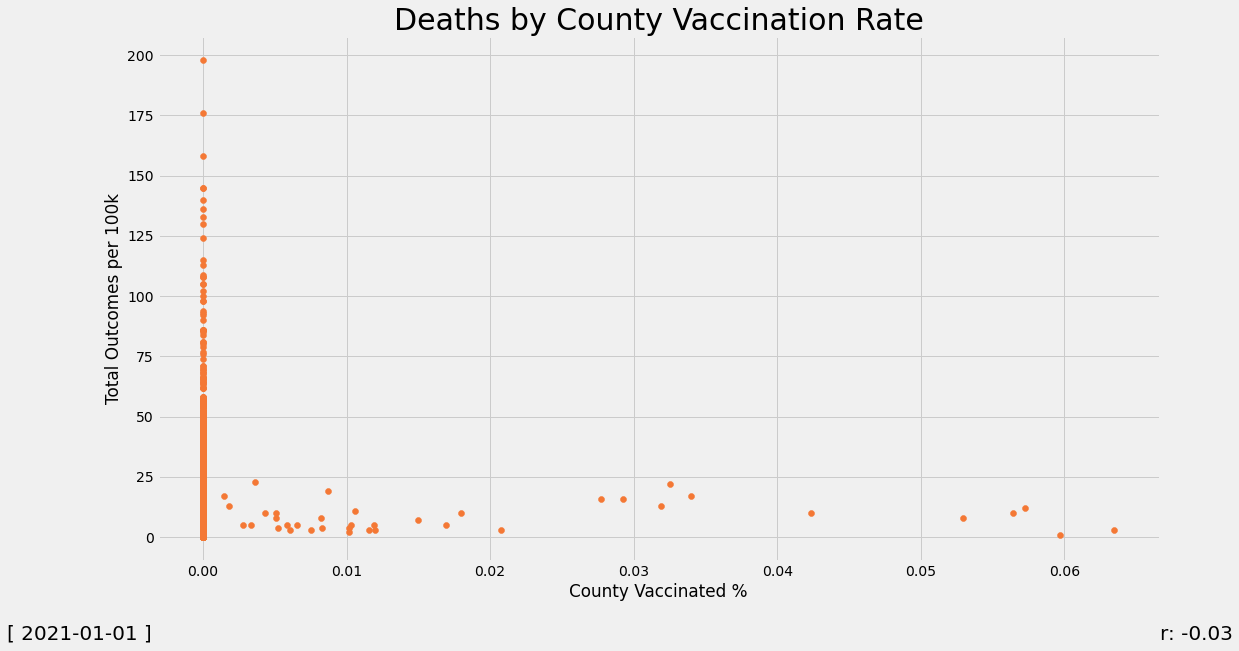 Deaths by County Vaccination Rate
200
175
150
125
100
75
50
25
0
Total Outcomes per 100k
0.00 0.01 0.02 0.03 0.04 0.05 0.06
County Vaccinated %
[ 2021-01-01 ]
r: -0.03